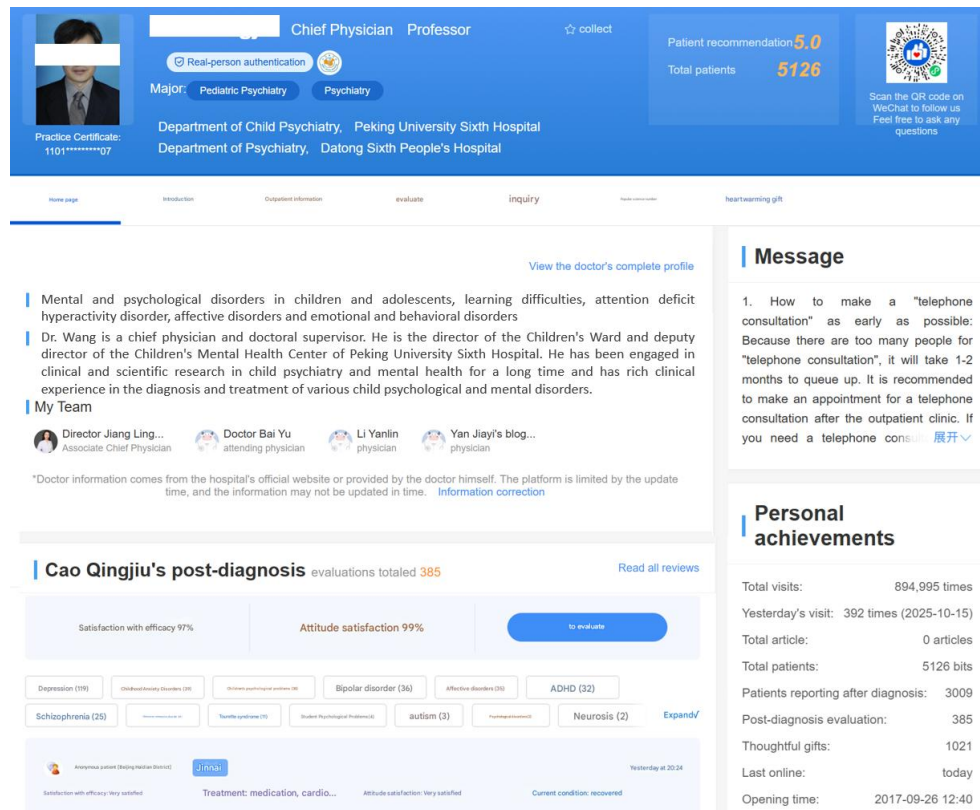 Chief Physician Professor
collect
Real-person authentication
Major: Pediatric Psychiatry Psychiatry
Department of Child Psychiatry, Peking University Sixth Hospital
Department of Psychiatry, Datong Sixth People's Hospital
Practice Certificate:
1101*********07
Patient recommendation 5.0
Total patients 5126
Scan the QR code on
WeChat to follow us
Feel free to ask any
questions
Home page Introduction Outpatient information evaluate inquiry heartwarming gift
View the doctor's complete profile
Mental and psychological disorders in children and adolescents, learning difficulties, attention deficit
hyperactivity disorder, affective disorders and emotional and behavioral disorders
Dr. Wang is a chief physician and doctoral supervisor. He is the director of the Children's Ward and deputy
director of the Children's Mental Health Center of Peking University Sixth Hospital. He has been engaged in
clinical and scientific research in child psychiatry and mental health for a long time and has rich clinical
experience in the diagnosis and treatment of various child psychological and mental disorders.
My Team
Director Jiang Ling...
Associate Chief Physician
Doctor Bai Yu
attending physician
Li Yanlin
physician
Yan Jiayi's blog...
physician
*Doctor information comes from the hospital's official website or provided by the doctor himself. The platform is limited by the update
time, and the information may not be updated in time. Information correction
Cao Qingjiu's post-diagnosis evaluations totaled 385
Read all reviews
Satisfaction with efficacy 97% Attitude satisfaction 99% to evaluate
Depression (119) Childhood Anxiety Disorders Children's psychological problems Bipolar disorder (36) Affective disorders (35) ADHD (32)
Schizophrenia (25) Tourette syndrome (11) Student Psychological Problems autism (3) Neurosis (2) Expand
Anonymous patient (Beijing Haidian District) Jinnai Yesterday at 20:24
Satisfaction with efficacy: Very satisfied Treatment: medication, cardio... Attitude satisfaction: Very satisfied Current condition: recovered
Message
1. How to make a "telephone
consultation" as early as possible:
Because there are too many people for
"telephone consultation", it will take 1-2
months to queue up. It is recommended
to make an appointment for a telephone
consultation after the outpatient clinic. If
you need a telephone 展开
Personal
achievements
Total visits: 894,995 times
Yesterday's visit: 392 times (2025-10-15)
Total article: 0 articles
Total patients: 5126 bits
Patients reporting after diagnosis: 3009
Post-diagnosis evaluation: 385
Thoughtful gifts: 1021
Last online: today
Opening time: 2017-09-26 12:40